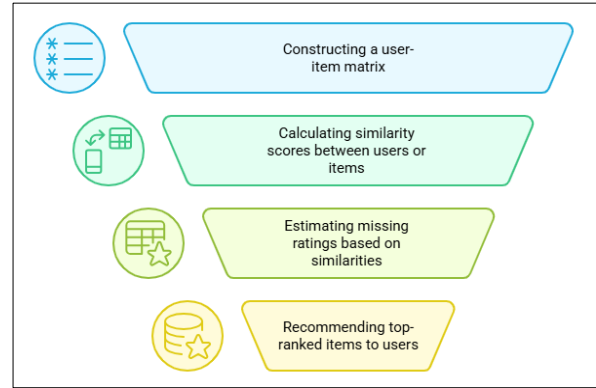 Constructing a user-
item matrix
Calculating similarity
scores between users or
items
Estimating missing
ratings based on
similarities
Recommending top-
ranked items to users